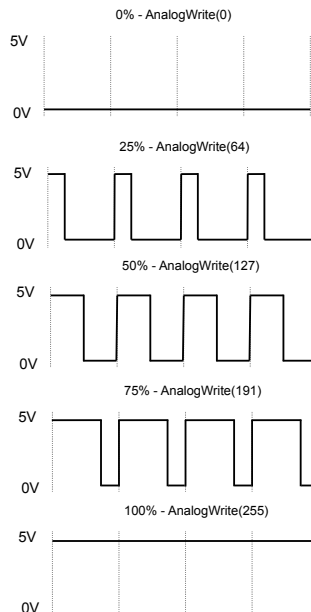 0% - AnalogWrite(0)
5V
0V
25% - AnalogWrite(64)
5V
0V
50% - AnalogWrite(127)
5V
0V
75% - AnalogWrite(191)
5V
0V
100% - AnalogWrite(255)
5V
0V